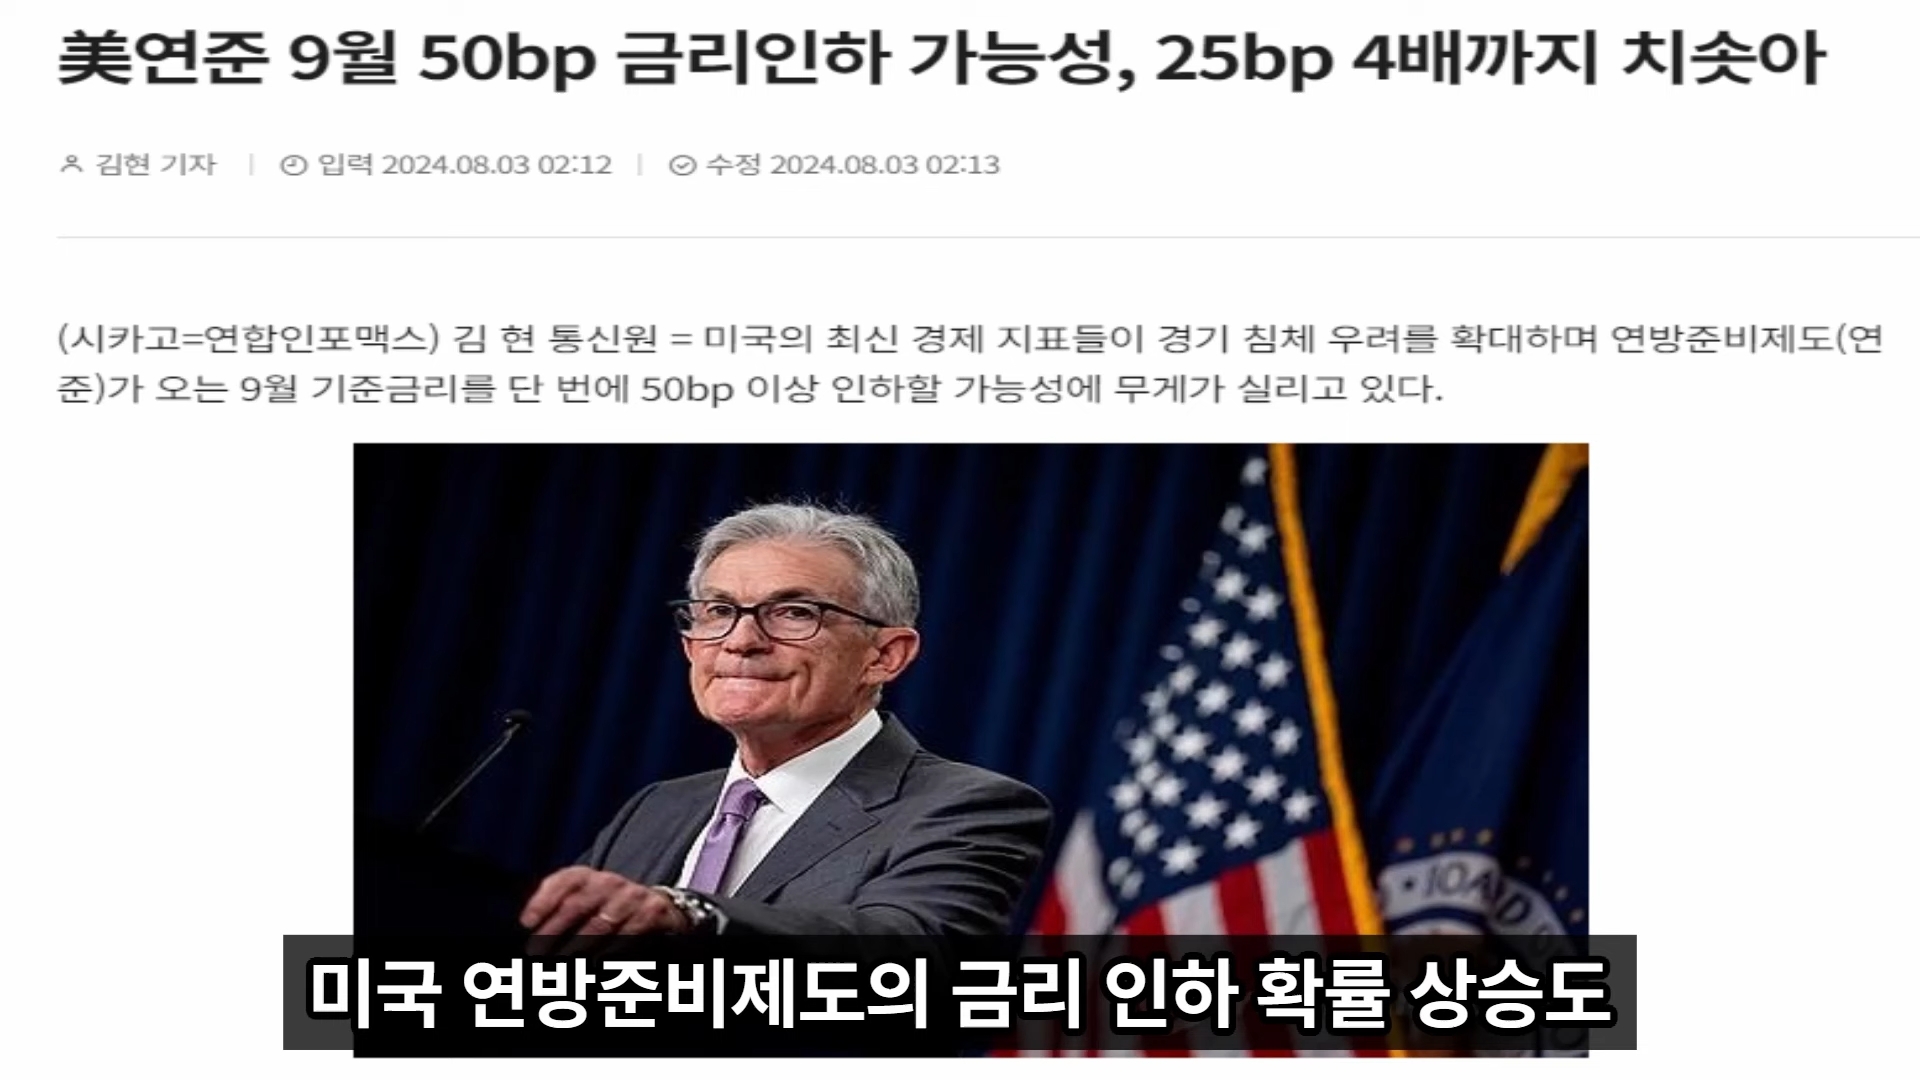 美연준 9월 50bp 금리인하 가능성, 25bp 4배까지 치솟아
김현 기자 | 입력 2024.08.03 02:12 | 수정 2024.08.03 02:13
(시카고=연합인포맥스) 김 현 통신원 = 미국의 최신 경제 지표들이 경기 침체 우려를 확대하며 연방준비제도(연
준)가 오는 9월 기준금리를 단 번에 50bp 이상 인하할 가능성에 무게가 실리고 있다.
미국 연방준비제도의 금리 인하 확률 상승도